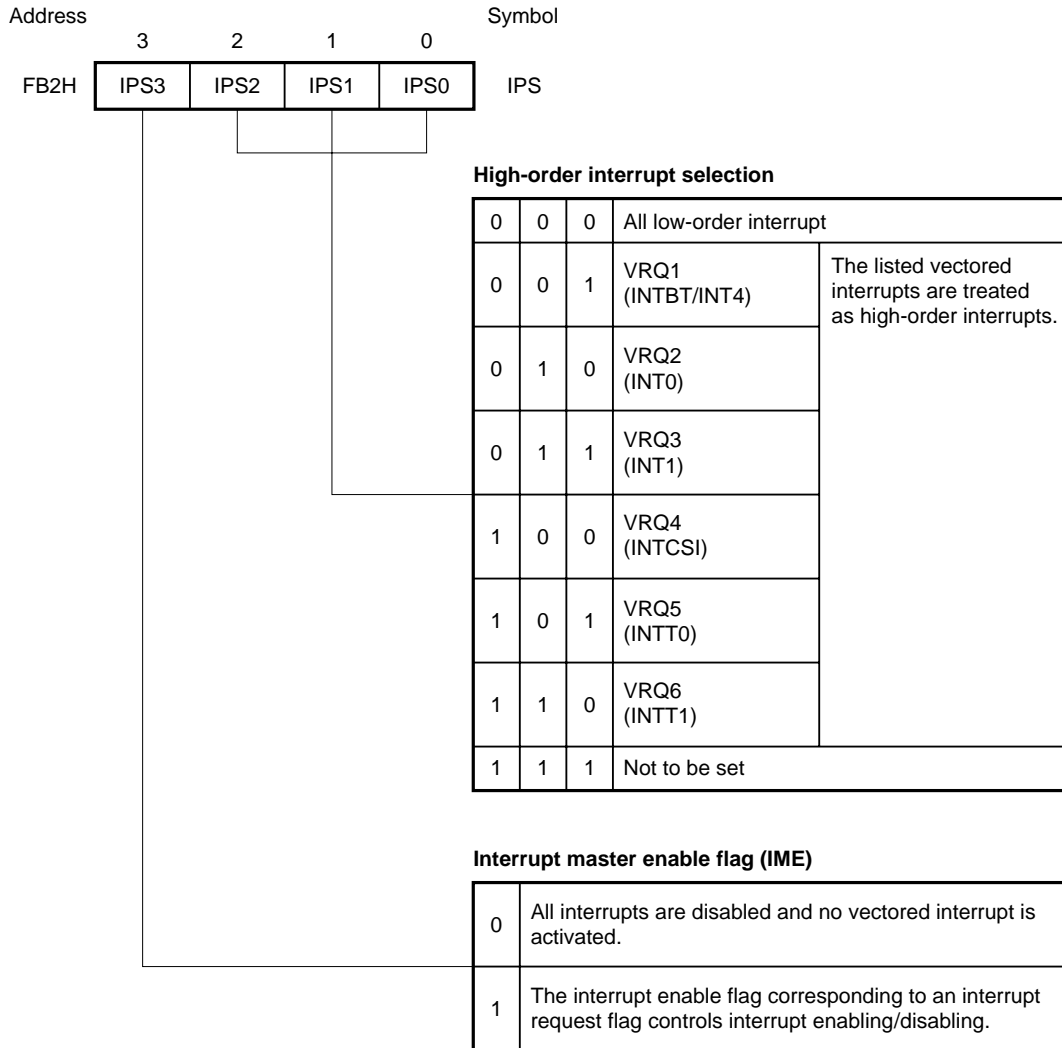 Address Symbol
3 2 1 0
FB2H IPS3 IPS2 IPS1 IPS0 IPS
High-order interrupt selection
0 0 0 All low-order interrupt
0 0 1 VRQ1
(INTBT/INT4)
The listed vectored
interrupts are treated
as high-order interrupts.
0 1 0 VRQ2
(INT0)
0 1 1 VRQ3
(INT1)
1 0 0 VRQ4
(INTCSI)
1 0 1 VRQ5
(INTT0)
1 1 0 VRQ6
(INTT1)
1 1 1 Not to be set
Interrupt master enable flag (IME)
0 All interrupts are disabled and no vectored interrupt is
activated.
1 The interrupt enable flag corresponding to an interrupt
request flag controls interrupt enabling/disabling.